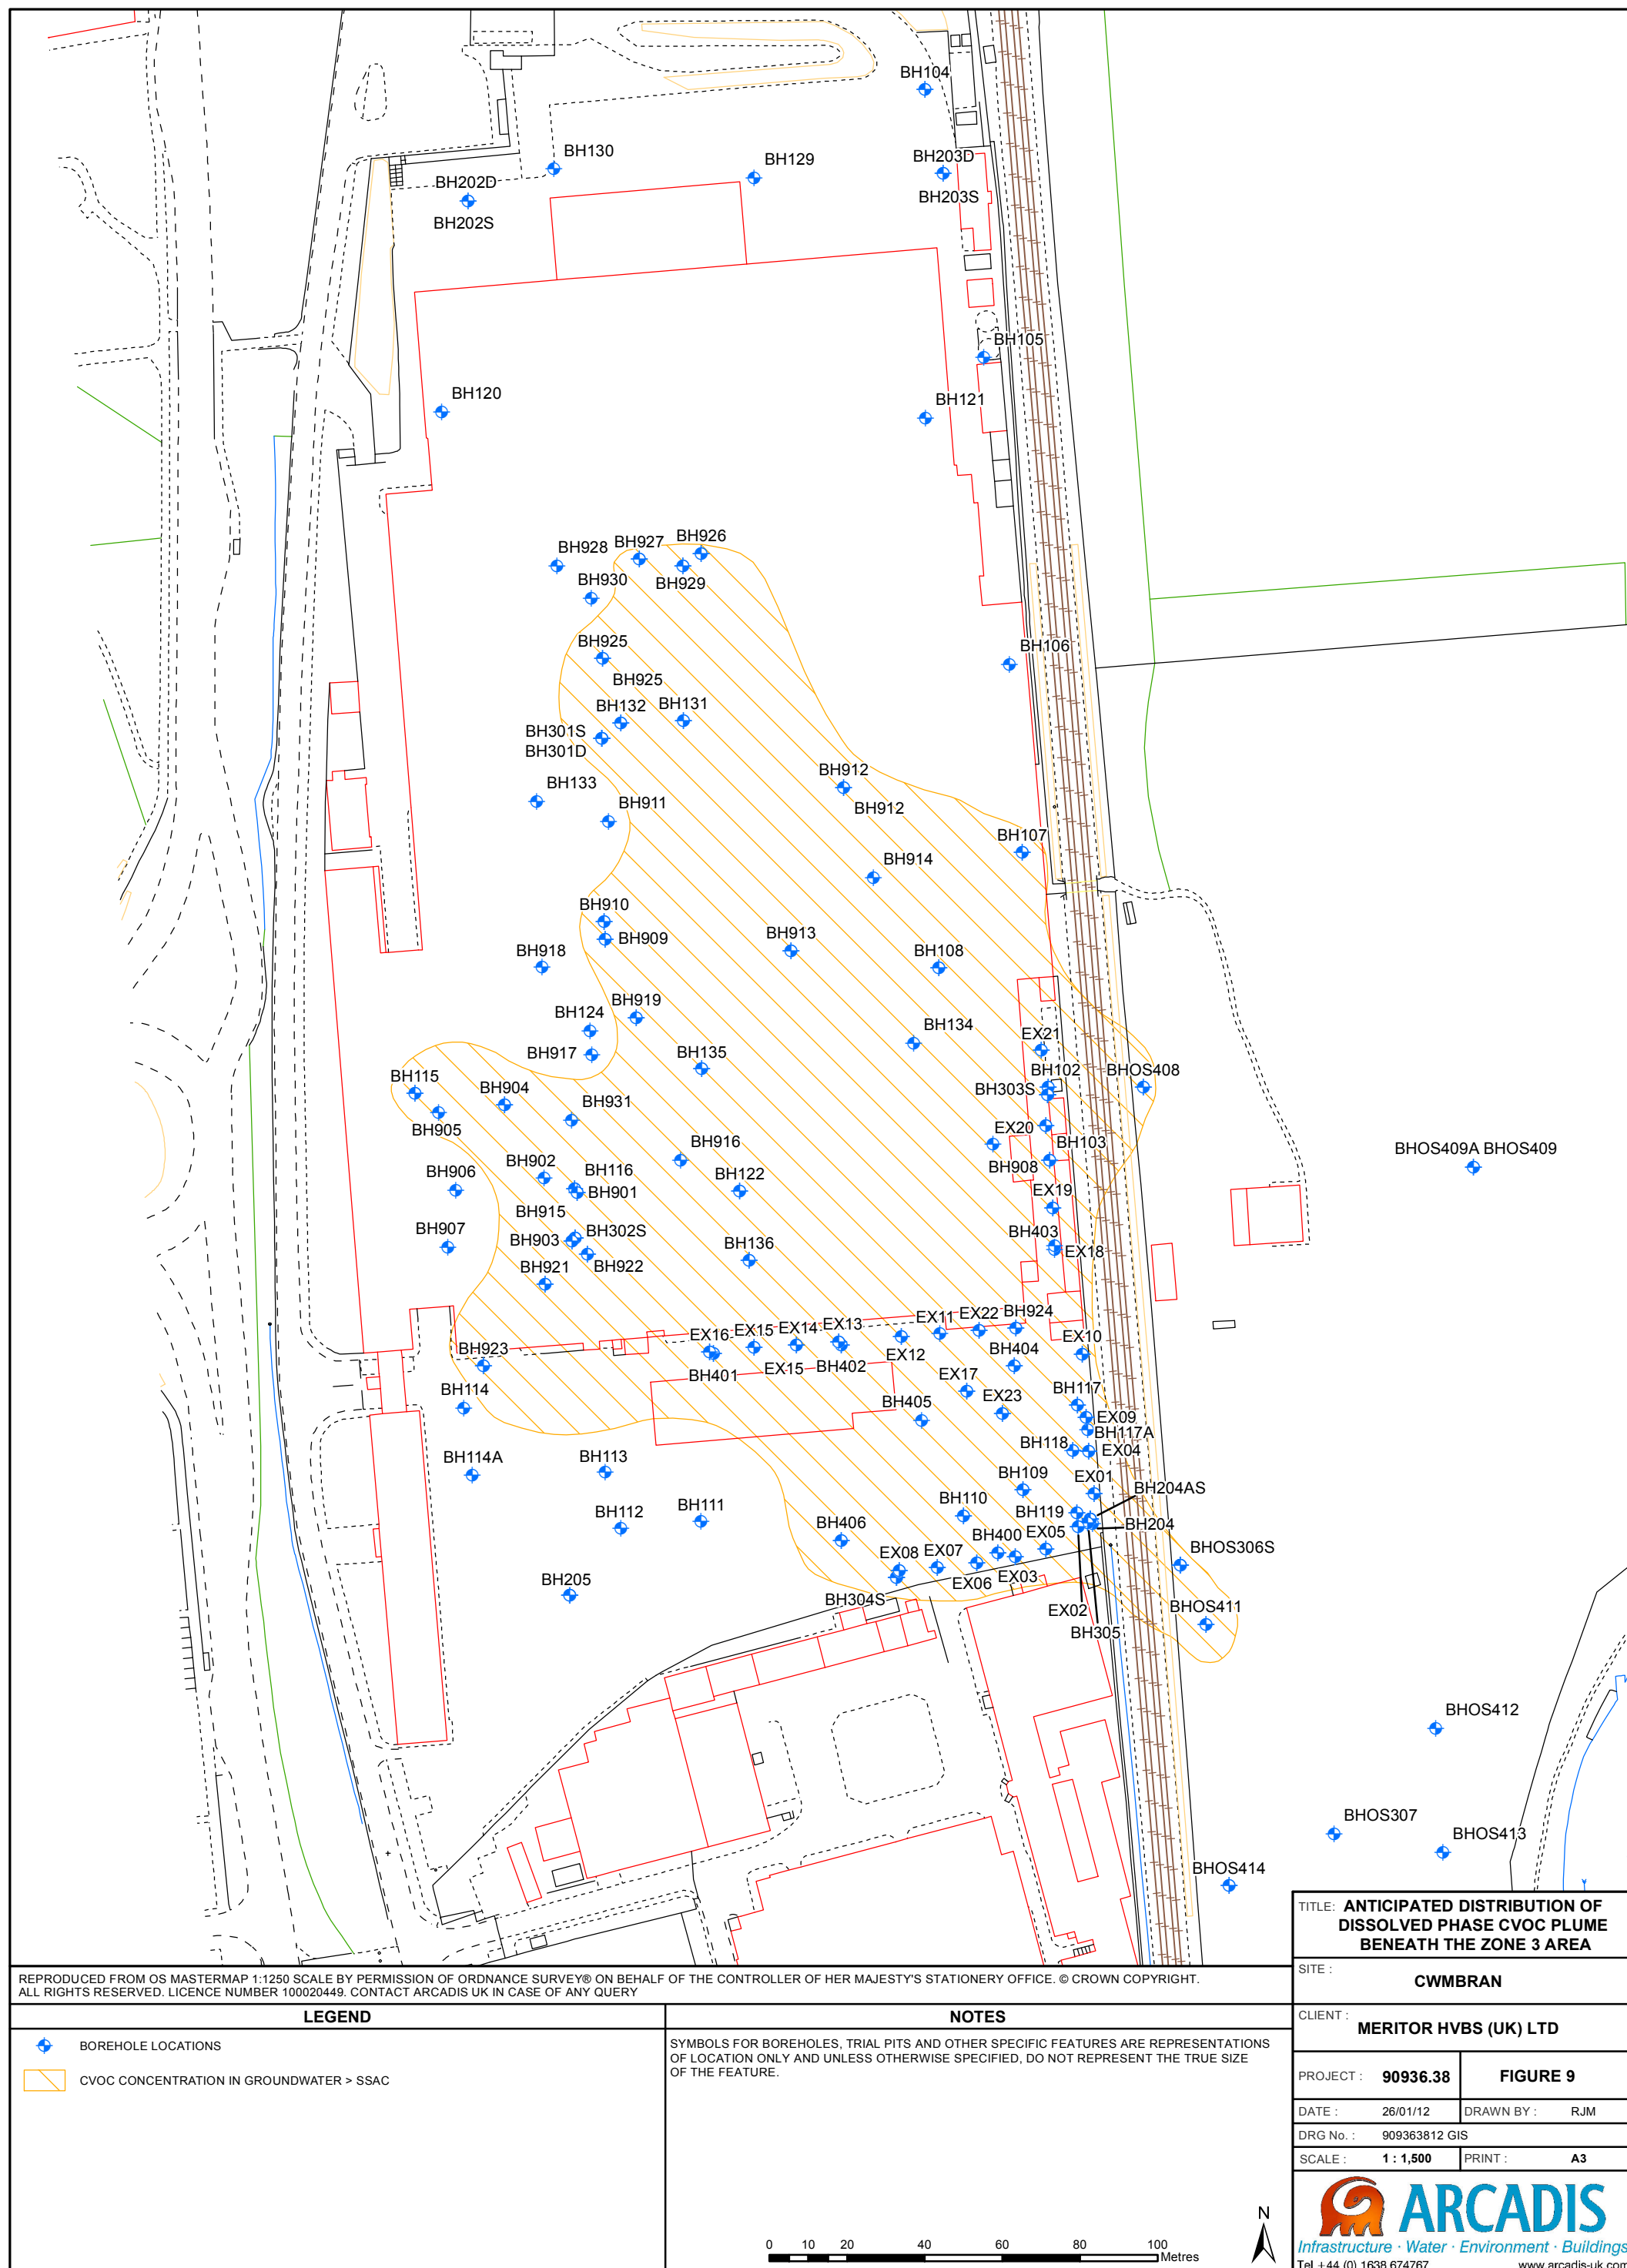 BH104
BH130
BH129
BH203D
BH202D
BH203S
BH202S
BH105
BH120
BH121
BH926
BH927
BH928
BH929
BH930
BH106
BH925
BH925
BH132
BH131
BH301S
BH301D
BH912
BH133
BH912
BH911
BH107
BH914
BH910
BH909
BH913
BH918
BH108
BH919
BH124
BH134
EX21
BH917
BH135
BH102
BHOS408
BH115
BH303S
BH904
BH931
BH905
EX20
BH103
BH916
BHOS409A BHOS409
BH908
BH902
BH116
BH906
BH122
BH901
EX19
BH915
BH302S
BH907
BH903
BH403
EX18
BH136
BH922
BH921
EX11
EX22
BH924
EX16
EX15
EX14
EX13
EX10
BH923
EX12
BH404
BH401
EX15
BH402
EX17
BH114
EX23
BH117
BH405
EX09
BH117A
BH118
EX04
BH114A
BH113
BH109
EX01
BH204AS
BH112
BH111
BH110
BH119
BH204
BH406
BH400
EX05
EX08
EX07
BHOS306S
BH205
EX06
EX03
BH304S
EX02
BHOS411
BH305
BHOS412
BHOS307
BHOS413
BHOS414
TITLE: ANTICIPATED DISTRIBUTION OF
DISSOLVED PHASE CVOC PLUME
BENEATH THE ZONE 3 AREA
SITE : CWMBRAN
REPRODUCED FROM OS MASTERMAP 1:1250 SCALE BY PERMISSION OF ORDNANCE SURVEY® ON BEHALF OF THE CONTROLLER OF HER MAJESTY'S STATIONERY OFFICE. © CROWN COPYRIGHT.
ALL RIGHTS RESERVED. LICENCE NUMBER 100020449. CONTACT ARCADIS UK IN CASE OF ANY QUERY
LEGEND
BOREHOLE LOCATIONS
CVOC CONCENTRATION IN GROUNDWATER > SSAC
NOTES
SYMBOLS FOR BOREHOLES, TRIAL PITS AND OTHER SPECIFIC FEATURES ARE REPRESENTATIONS
OF LOCATION ONLY AND UNLESS OTHERWISE SPECIFIED, DO NOT REPRESENT THE TRUE SIZE
OF THE FEATURE.
N
0 10 20 40 60 80 100
Metres
CLIENT : MERITOR HVBS (UK) LTD
PROJECT : 90936.38 FIGURE 9
DATE : 26/01/12 DRAWN BY : RJM
DRG No. : 909363812 GIS
SCALE : 1 : 1,500 PRINT : A3
ARCADIS
Infrastructure · Water · Environment · Buildings
Tel +44 (0) 1638 674767 www.arcadis-uk.com